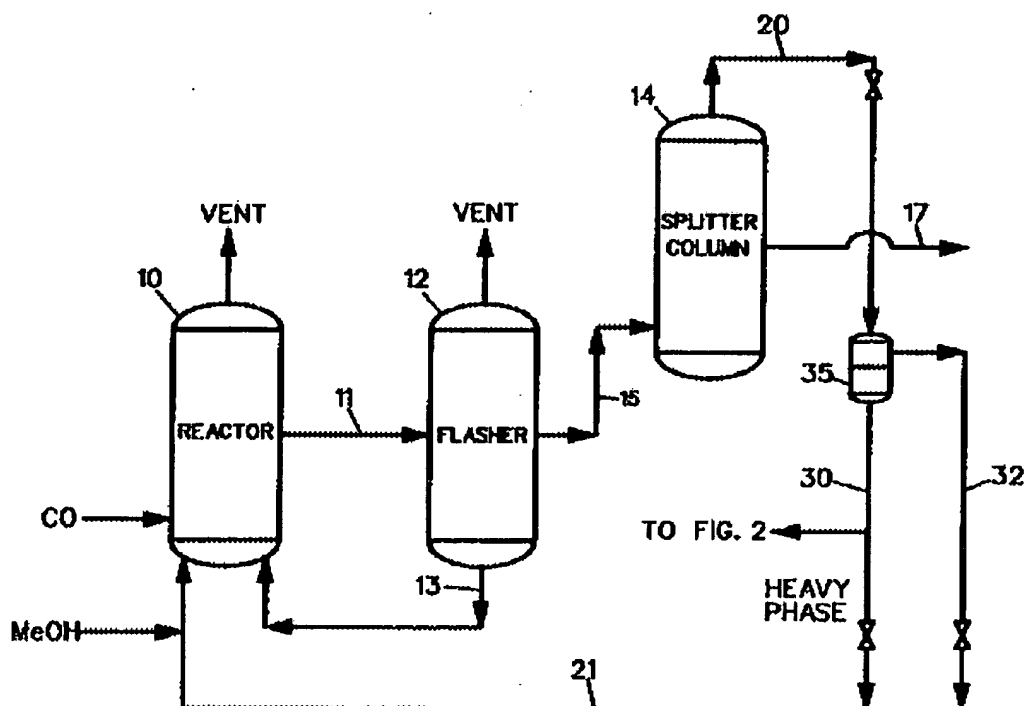 20
14
VENT
VENT
SPLITTER
COLUMN
17
10
12
35
11
15
REACTOR
FLASHER
30
32
CO
TO FIG. 2
13
HEAVY
PHASE
MeOH
21